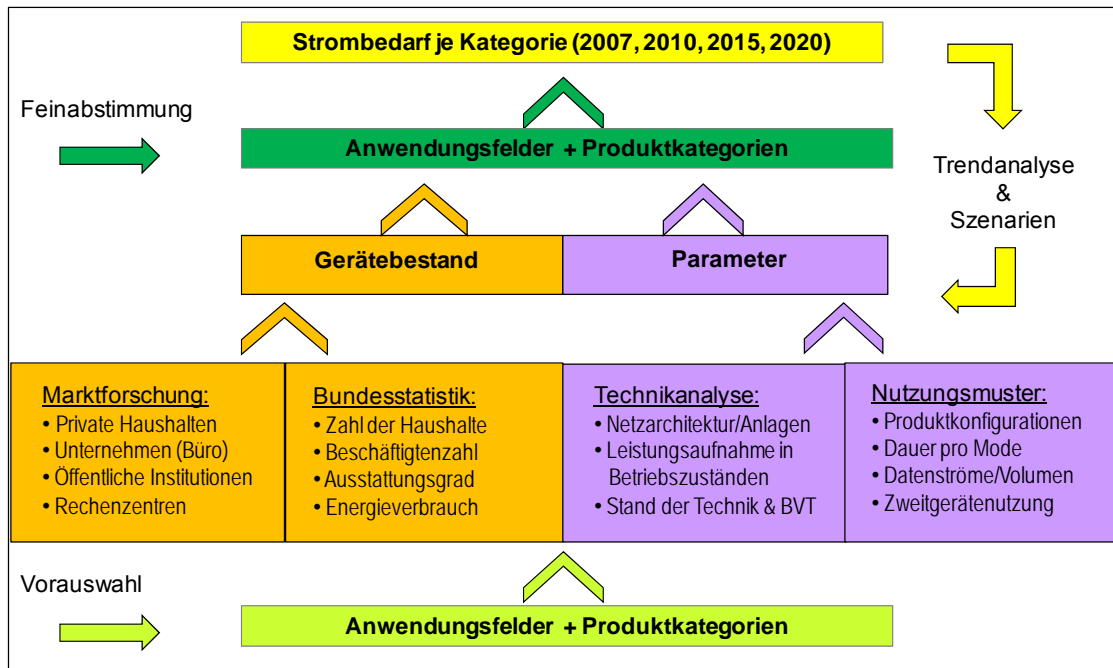 Strombedarf je Kategorie (2007, 2010, 2015, 2020)
Feinabstimmung
Anwendungsfelder + Produktkategorien
Trendanalyse
&
Szenarien
Gerätebestand
Parameter
Marktforschung:
• Private Haushalten
• Unternehmen (Büro)
• Öffentliche Institutionen
• Rechenzentren
Bundesstatistik:
• Zahl der Haushalte
• Beschäftigtenzahl
• Ausstattungsgrad
• Energieverbrauch
Technikanalyse:
• Netzarchitektur/Anlagen
• Leistungsaufnahme in
Betriebszuständen
• Stand der Technik & BVT
Nutzungsmuster:
• Produktkonfigurationen
• Dauer pro Mode
• Datenströme/Volumen
• Zweitgerätenutzung
Vorauswahl
Anwendungsfelder + Produktkategorien